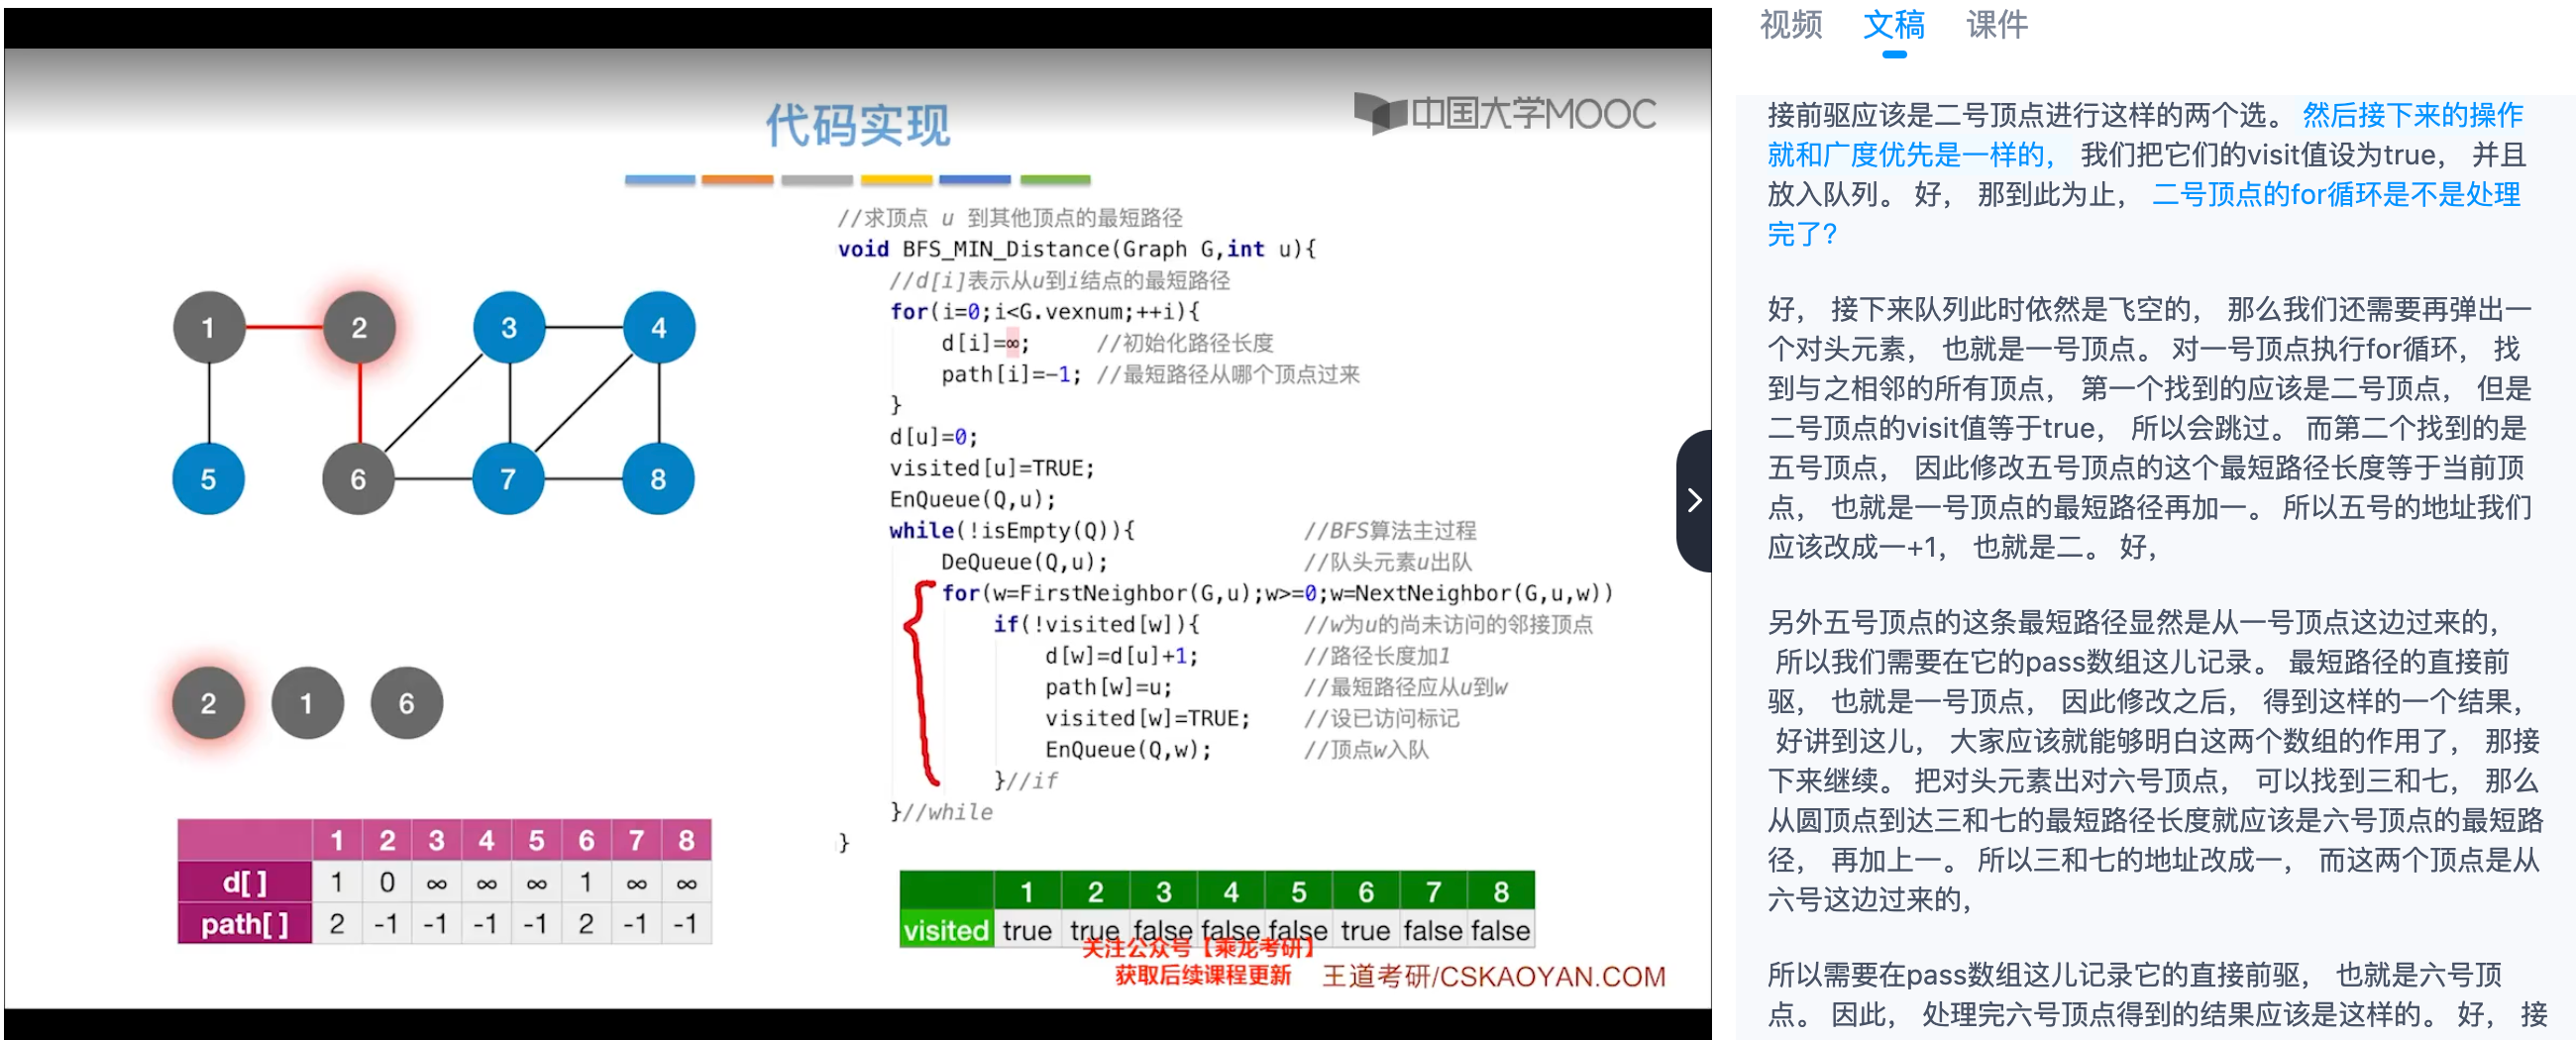 代码实现
中国大学MOOC
1
2
3
4
5
6
7
8
2
1
6
//求顶点 u 到其他顶点的最短路径
void BFS_MIN_Distance(Graph G,int u){
//d[i]表示从u到i结点的最短路径
for(i=0;i<G.vexnum;++i){
d[i]=∞; //初始化路径长度
path[i]=-1; //最短路径从哪个顶点过来
}
d[u]=0;
visited[u]=TRUE;
EnQueue(Q,u);
while(!isEmpty(Q)){ //BFS算法主过程
DeQueue(Q,u); //队头元素u出队
for(w=FirstNeighbor(G,u);w>=0;w=NextNeighbor(G,u,w))
if(!visited[w]){ //w为u的尚未访问的邻接顶点
d[w]=d[u]+1; //路径长度加1
path[w]=u; //最短路径应从u到w
visited[w]=TRUE; //设已访问标记
EnQueue(Q,w); //顶点w入队
}//if
}//while
}
1 2 3 4 5 6 7 8
d[ ] 1 0 ∞ ∞ ∞ 1 ∞ ∞
path[ ] 2 -1 -1 -1 -1 2 -1 -1
1 2 3 4 5 6 7 8
visited true true false false false true false false
关注公众号【乘龙考研】
获取后续课程更新
王道考研/CSKAOYAN.COM
视频 文稿 课件
接前驱应该是二号顶点进行这样的两个选。 然后接下来的操作
就和广度优先是一样的, 我们把它们的visit值设为true, 并且
放入队列。 好, 那到此为止, 二号顶点的for循环是不是处理
完了?
好, 接下来队列此时依然是飞空的, 那么我们还需要再弹出一
个对头元素, 也就是一号顶点。 对一号顶点执行for循环, 找
到与之相邻的所有顶点, 第一个找到的应该是二号顶点, 但是
二号顶点的visit值等于true, 所以会跳过。 而第二个找到的是
五号顶点, 因此修改五号顶点的这个最短路径长度等于当前顶
点, 也就是一号顶点的最短路径再加一。 所以五号的地址我们
应该改成一+1, 也就是二。 好,
另外五号顶点的这条最短路径显然是从一号顶点这边过来的,
所以我们需要在它的pass数组这儿记录。 最短路径的直接前
驱, 也就是一号顶点, 因此修改之后, 得到这样的一个结果,
好讲到这儿, 大家应该就能够明白这两个数组的作用了, 那接
下来继续。 把对头元素出对六号顶点, 可以找到三和七, 那么
从圆顶点到达三和七的最短路径长度就应该是六号顶点的最短路
径, 再加上一。 所以三和七的地址改成一, 而这两个顶点是从
六号这边过来的,
所以需要在pass数组这儿记录它的直接前驱, 也就是六号顶
点。 因此, 处理完六号顶点得到的结果应该是这样的。 好, 接